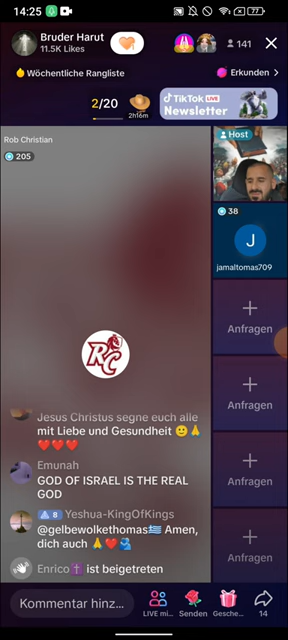 14:25
77
Bruder Harut
11.5K Likes
141
Wöchentliche Rangliste
Erkunden >
2/20
2h16m
TikTok LIVE
Newsletter
Rob Christian
205
Host
38
J
jamaltomas709
RC
+
Anfragen
+
Anfragen
+
Anfragen
+
Anfragen
Jesus Christus segne euch alle
mit Liebe und Gesundheit 🙂🙏
❤️❤️❤️
Emunah
GOD OF ISRAEL IS THE REAL
GOD
8 Yeshua-KingOfKings
@gelbewolkethomas🇬🇷 Amen,
dich auch 🙏❤️🫂
Enrico✝️ ist beigetreten
Kommentar hinz...
LIVE mi...
Senden
Gesche...
14